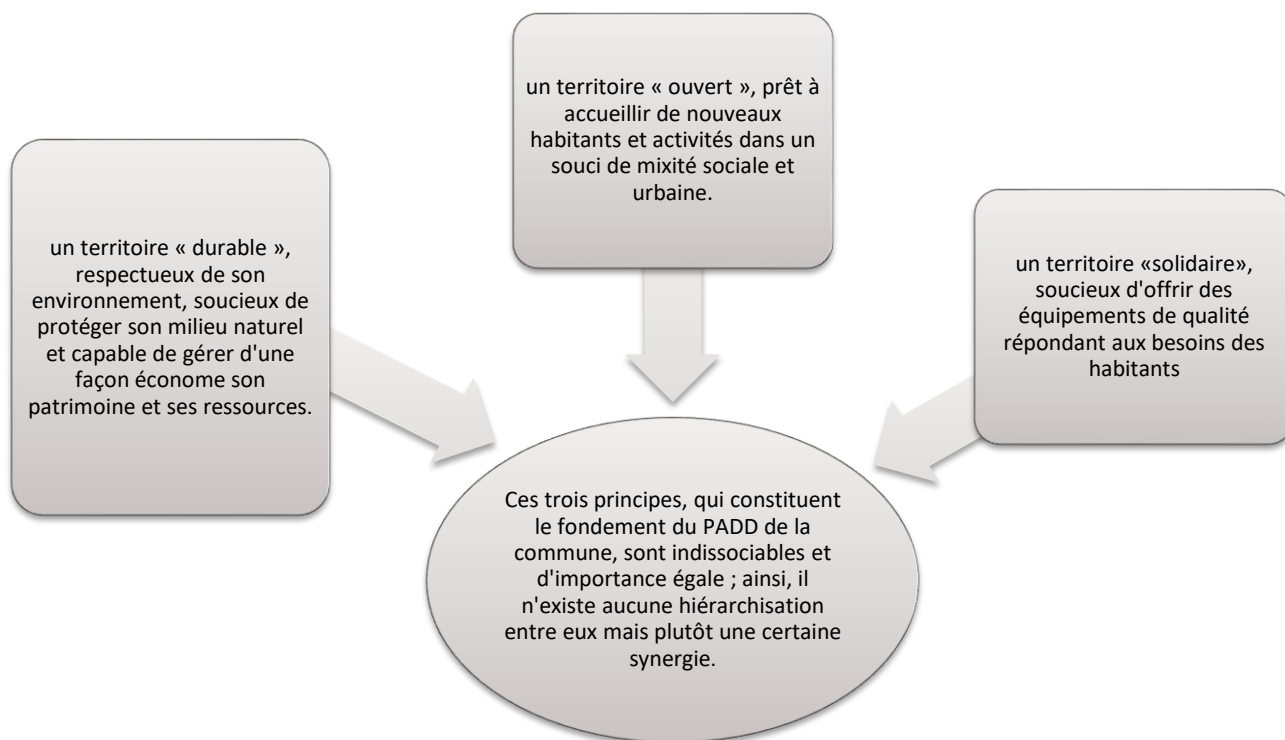 un territoire « durable »,
respectueux de son
environnement, soucieux de
protéger son milieu naturel
et capable de gérer d'une
façon économe son
patrimoine et ses ressources.
un territoire « ouvert », prêt à
accueillir de nouveaux
habitants et activités dans un
souci de mixité sociale et
urbaine.
un territoire «solidaire»,
soucieux d'offrir des
équipements de qualité
répondant aux besoins des
habitants
Ces trois principes, qui constituent
le fondement du PADD de la
commune, sont indissociables et
d'importance égale ; ainsi, il
n'existe aucune hiérarchisation
entre eux mais plutôt une certaine
synergie.